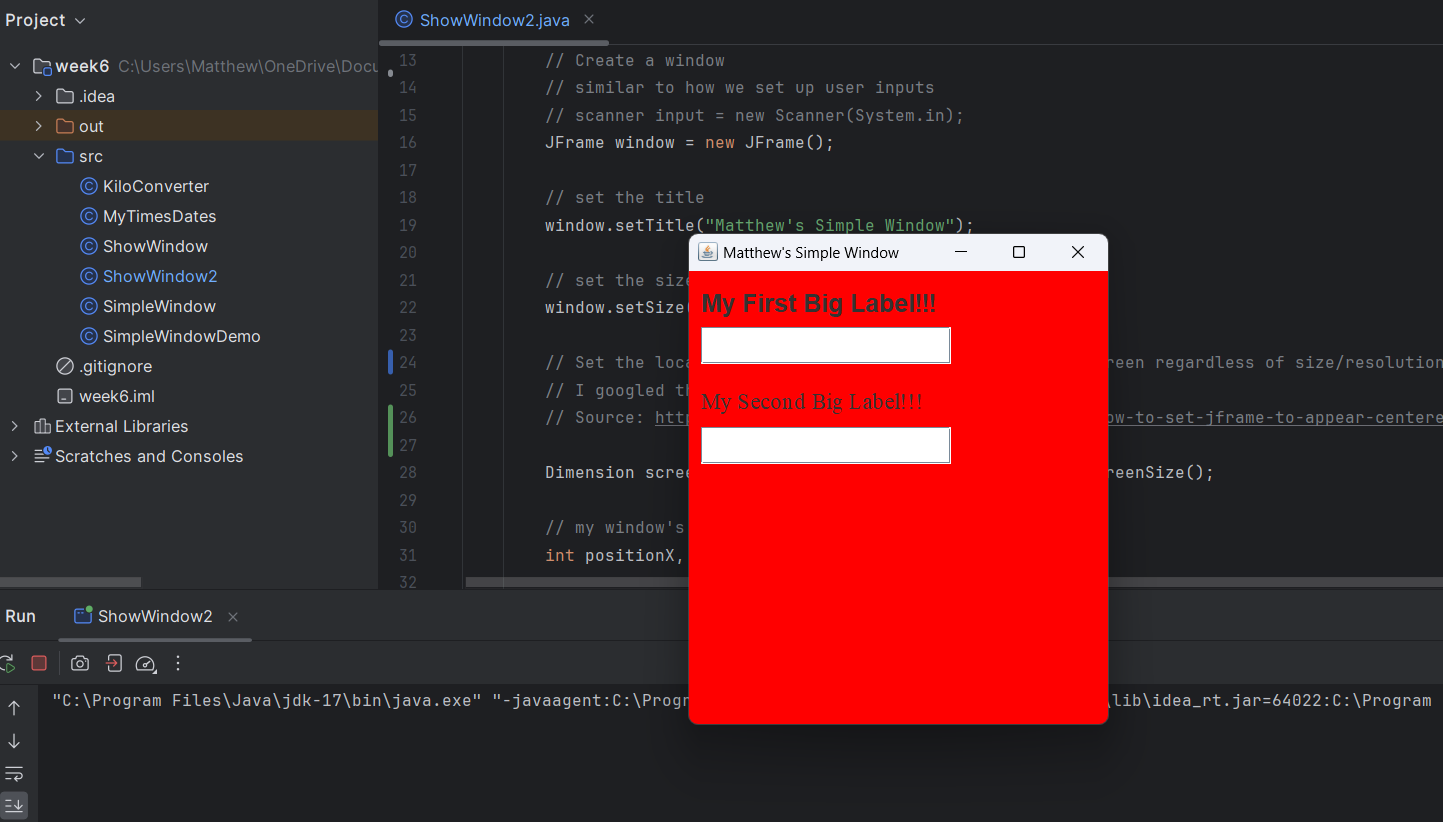 Project
ShowWindow2.java
week6 C:\Users\Matthew\OneDrive\Docu
.idea
out
src
KiloConverter
MyTimesDates
ShowWindow
ShowWindow2
SimpleWindow
SimpleWindowDemo
.gitignore
week6.iml
External Libraries
Scratches and Consoles
13 // Create a window
14 // similar to how we set up user inputs
15 // scanner input = new Scanner(System.in);
16 JFrame window = new JFrame();
17
18 // set the title
19 window.setTitle("Matthew's Simple Window");
20
21 // set the size
22 window.setSize(
23
24 // Set the loca reen regardless of size/resolution
25 // I googled th
26 // Source: htt ow-to-set-jframe-to-appear-centere
27
28 Dimension scree reenSize();
29
30 // my window's
31 int positionX,
32
Matthew's Simple Window
My First Big Label!!!
My Second Big Label!!!
Run ShowWindow2
"C:\Program Files\Java\jdk-17\bin\java.exe" "-javaagent:C:\Progr \lib\idea_rt.jar=64022:C:\Program